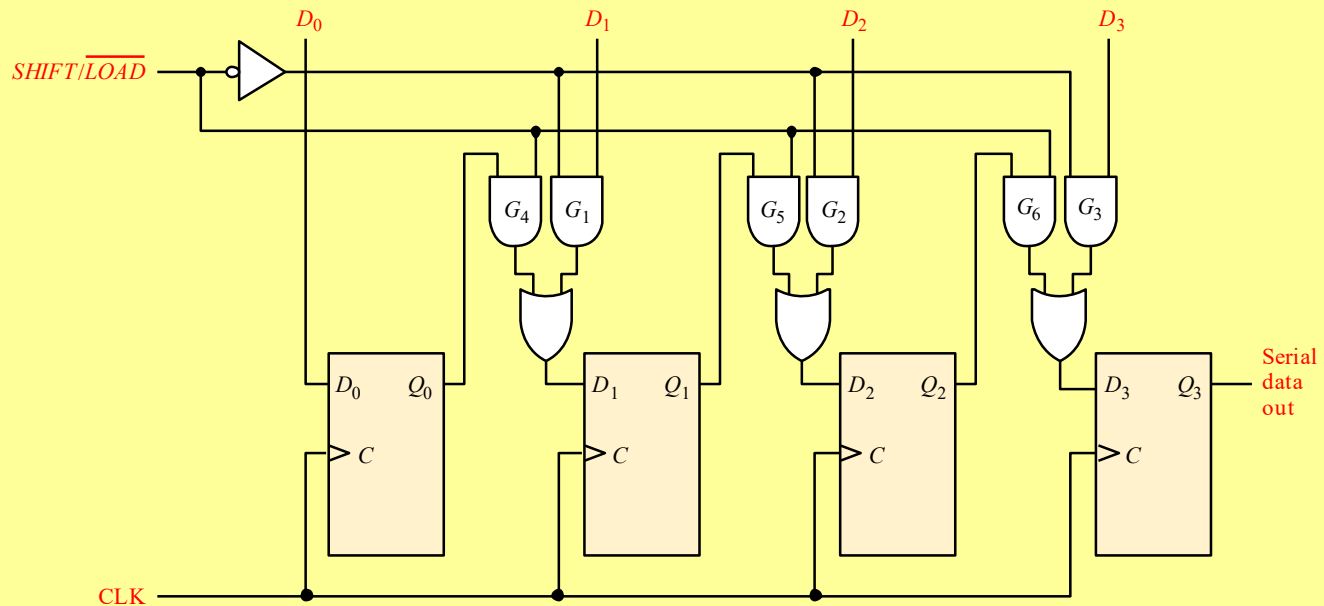 D0 D1 D2 D3
SHIFT/L̅O̅A̅D̅
G4 G1 G5 G2 G6 G3
D0 Q0 D1 Q1 D2 Q2 D3 Q3
Serial
data
out
C C C C
CLK